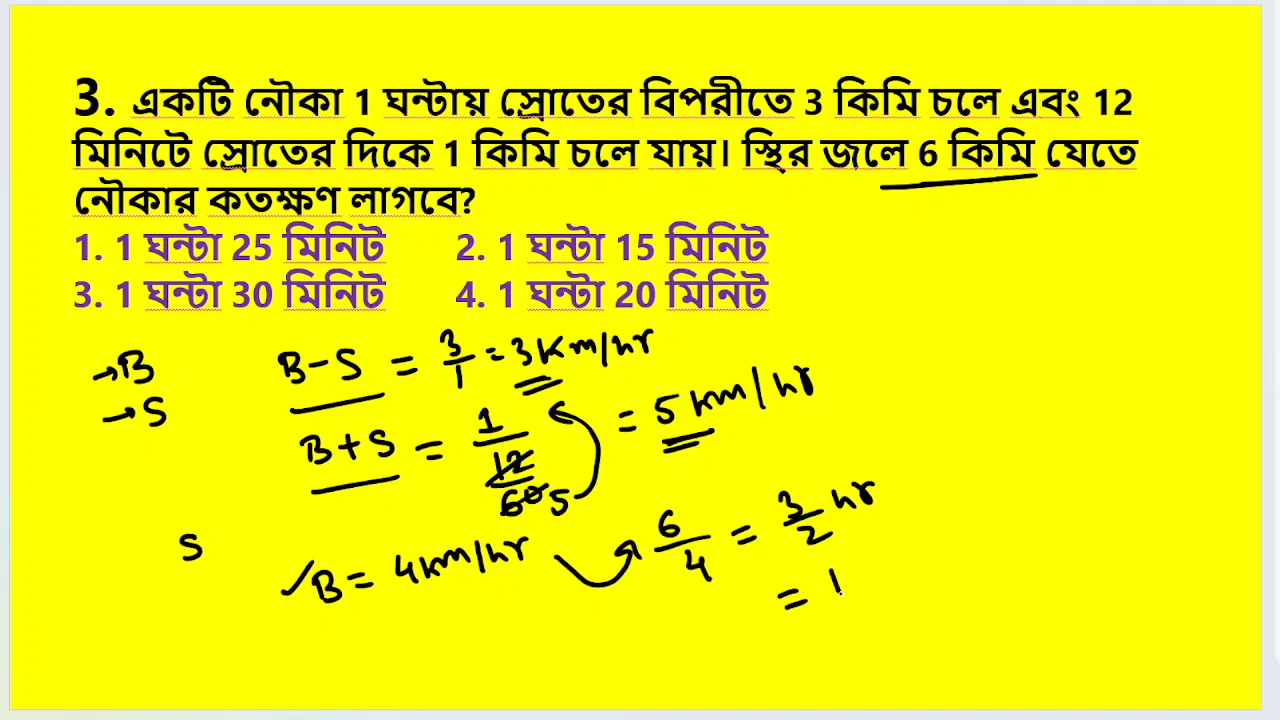 3. একটি নৌকা 1 ঘন্টায় স্রোতের বিপরীতে 3 কিমি চলে এবং 12
মিনিটে স্রোতের দিকে 1 কিমি চলে যায়। স্থির জলে 6 কিমি যেতে
নৌকার কতক্ষণ লাগবে?
1. 1 ঘন্টা 25 মিনিট 2. 1 ঘন্টা 15 মিনিট
3. 1 ঘন্টা 30 মিনিট 4. 1 ঘন্টা 20 মিনিট
→B B-S = 3/1 = 3 Km/hr
→S B+S = 1/(12/60) 5 = 5 km/hr
S ✓B = 4km/hr 6/4 = 3/2 hr
= 1